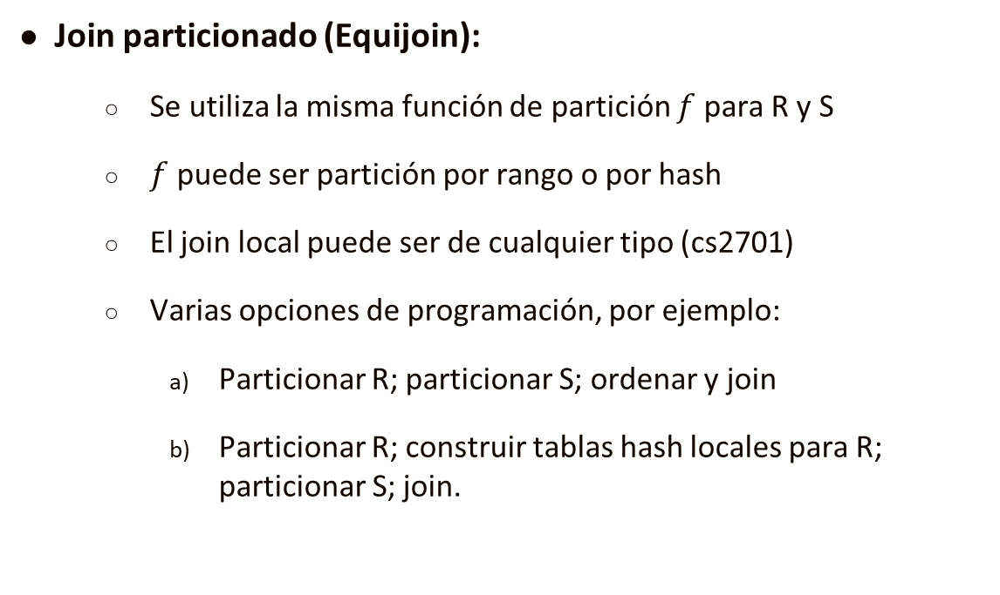 ● Join particionado (Equijoin):
○ Se utiliza la misma función de partición f para R y S
○ f puede ser partición por rango o por hash
○ El join local puede ser de cualquier tipo (cs2701)
○ Varias opciones de programación, por ejemplo:
a) Particionar R; particionar S; ordenar y join
b) Particionar R; construir tablas hash locales para R;
particionar S; join.